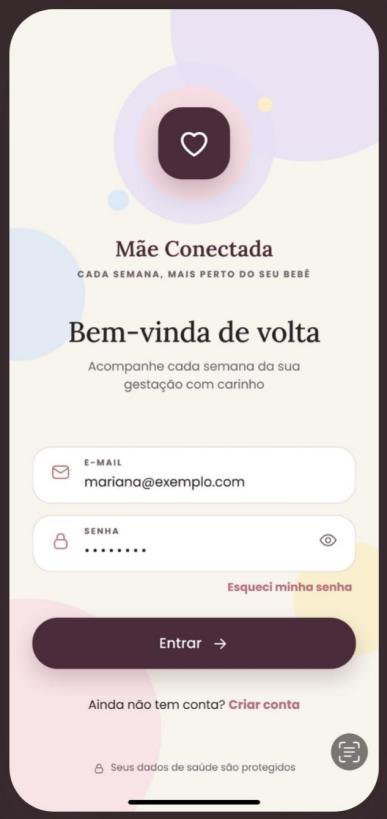 Mãe Conectada
CADA SEMANA, MAIS PERTO DO SEU BEBÊ
Bem-vinda de volta
Acompanhe cada semana da sua
gestação com carinho
E-MAIL
mariana@exemplo.com
SENHA
••••••••
Esqueci minha senha
Entrar →
Ainda não tem conta? Criar conta
Seus dados de saúde são protegidos